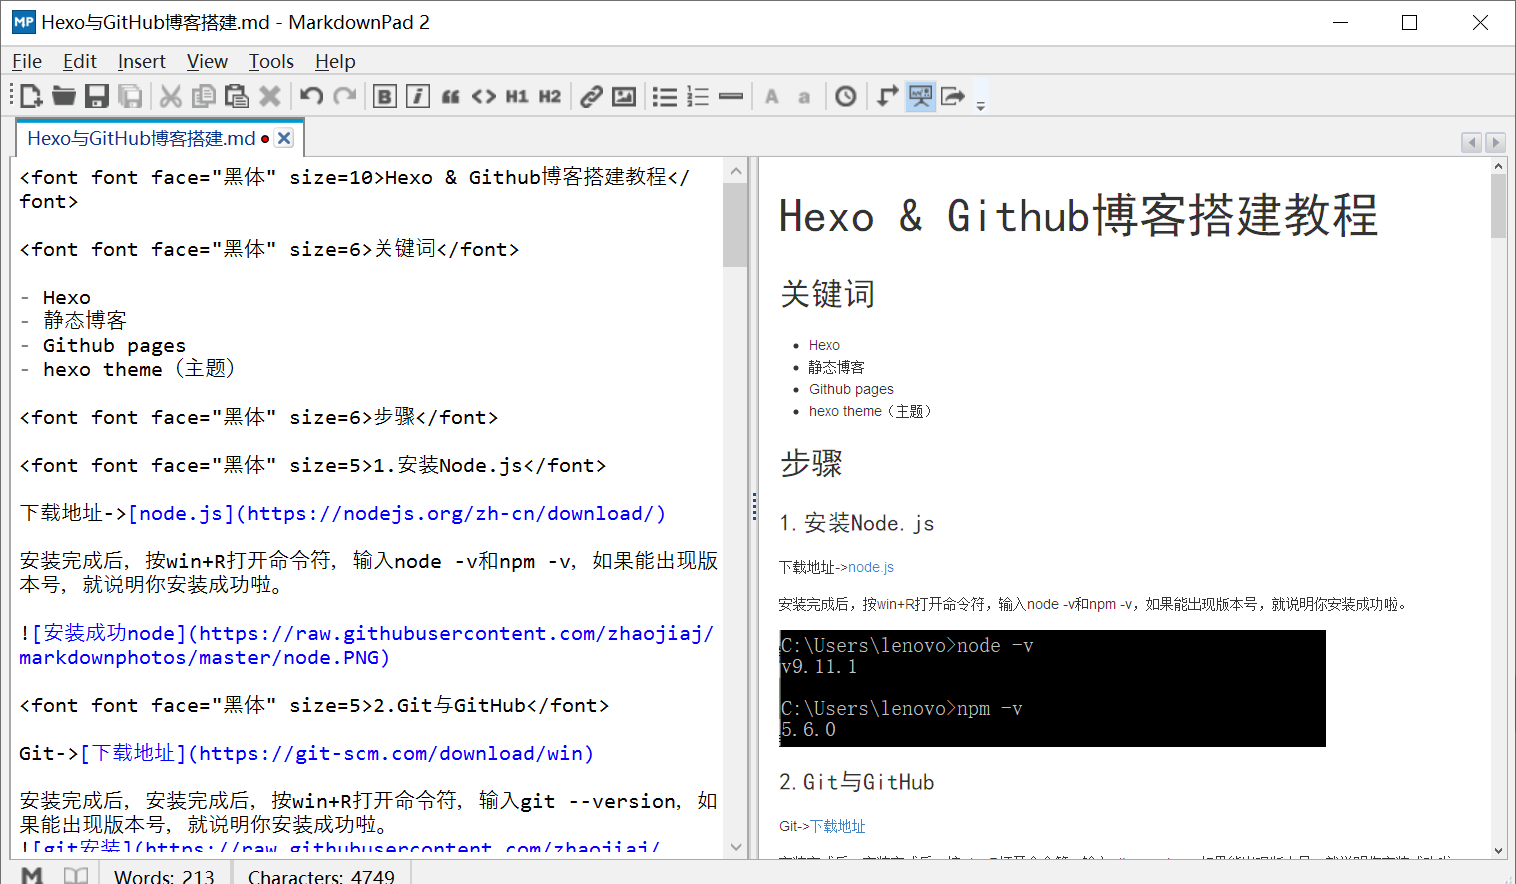 MP Hexo与GitHub博客搭建.md - MarkdownPad 2
File Edit Insert View Tools Help
B i H1 H2 A a
Hexo与GitHub博客搭建.md
<font font face="黑体" size=10>Hexo & Github博客搭建教程</
font>
<font font face="黑体" size=6>关键词</font>
- Hexo
- 静态博客
- Github pages
- hexo theme（主题）
<font font face="黑体" size=6>步骤</font>
<font font face="黑体" size=5>1.安装Node.js</font>
下载地址->[node.js](https://nodejs.org/zh-cn/download/)
安装完成后，按win+R打开命令符，输入node -v和npm -v，如果能出现版
本号，就说明你安装成功啦。
![安装成功node](https://raw.githubusercontent.com/zhaojiaj/
markdownphotos/master/node.PNG)
<font font face="黑体" size=5>2.Git与GitHub</font>
Git->[下载地址](https://git-scm.com/download/win)
安装完成后，安装完成后，按win+R打开命令符，输入git --version，如
果能出现版本号，就说明你安装成功啦。
![git安装](https://raw.githubusercontent.com/zhaojiaj/
Hexo & Github博客搭建教程
关键词
Hexo
静态博客
Github pages
hexo theme（主题）
步骤
1.安装Node.js
下载地址->node.js
安装完成后，按win+R打开命令符，输入node -v和npm -v，如果能出现版本号，就说明你安装成功啦。
C:\Users\lenovo>node -v
v9.11.1
C:\Users\lenovo>npm -v
5.6.0
2.Git与GitHub
Git->下载地址
M Words: 213 Characters: 4749